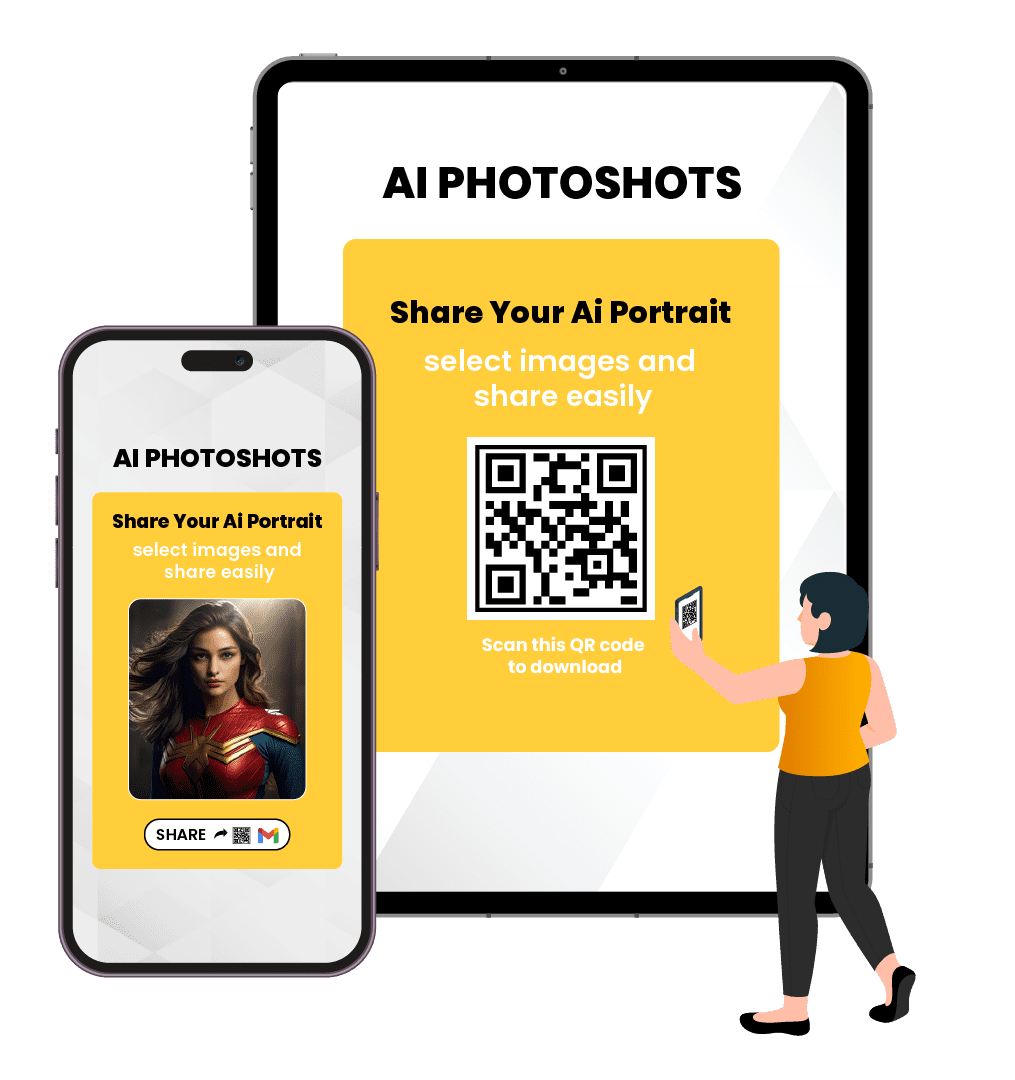 AI PHOTOSHOTS
Share Your Ai Portrait
select images and
share easily
Scan this QR code
to download
AI PHOTOSHOTS
Share Your Ai Portrait
select images and
share easily
SHARE